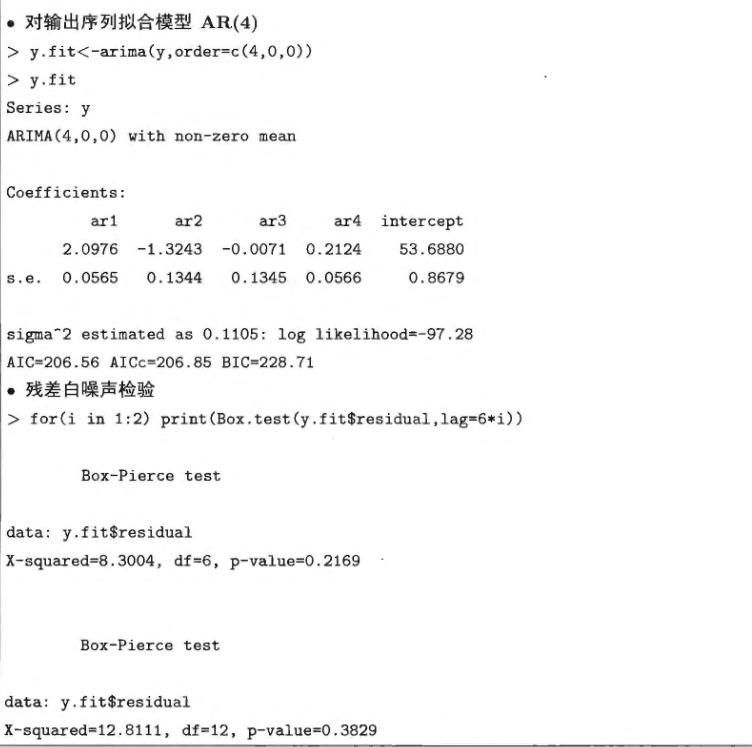 • 对输出序列拟合模型 AR(4)
> y.fit<-arima(y,order=c(4,0,0))
> y.fit
Series: y
ARIMA(4,0,0) with non-zero mean
Coefficients:
ar1 ar2 ar3 ar4 intercept
2.0976 -1.3243 -0.0071 0.2124 53.6880
s.e. 0.0565 0.1344 0.1345 0.0566 0.8679
sigma^2 estimated as 0.1105: log likelihood=-97.28
AIC=206.56 AICc=206.85 BIC=228.71
• 残差白噪声检验
> for(i in 1:2) print(Box.test(y.fit$residual,lag=6*i))
Box-Pierce test
data: y.fit$residual
X-squared=8.3004, df=6, p-value=0.2169
Box-Pierce test
data: y.fit$residual
X-squared=12.8111, df=12, p-value=0.3829